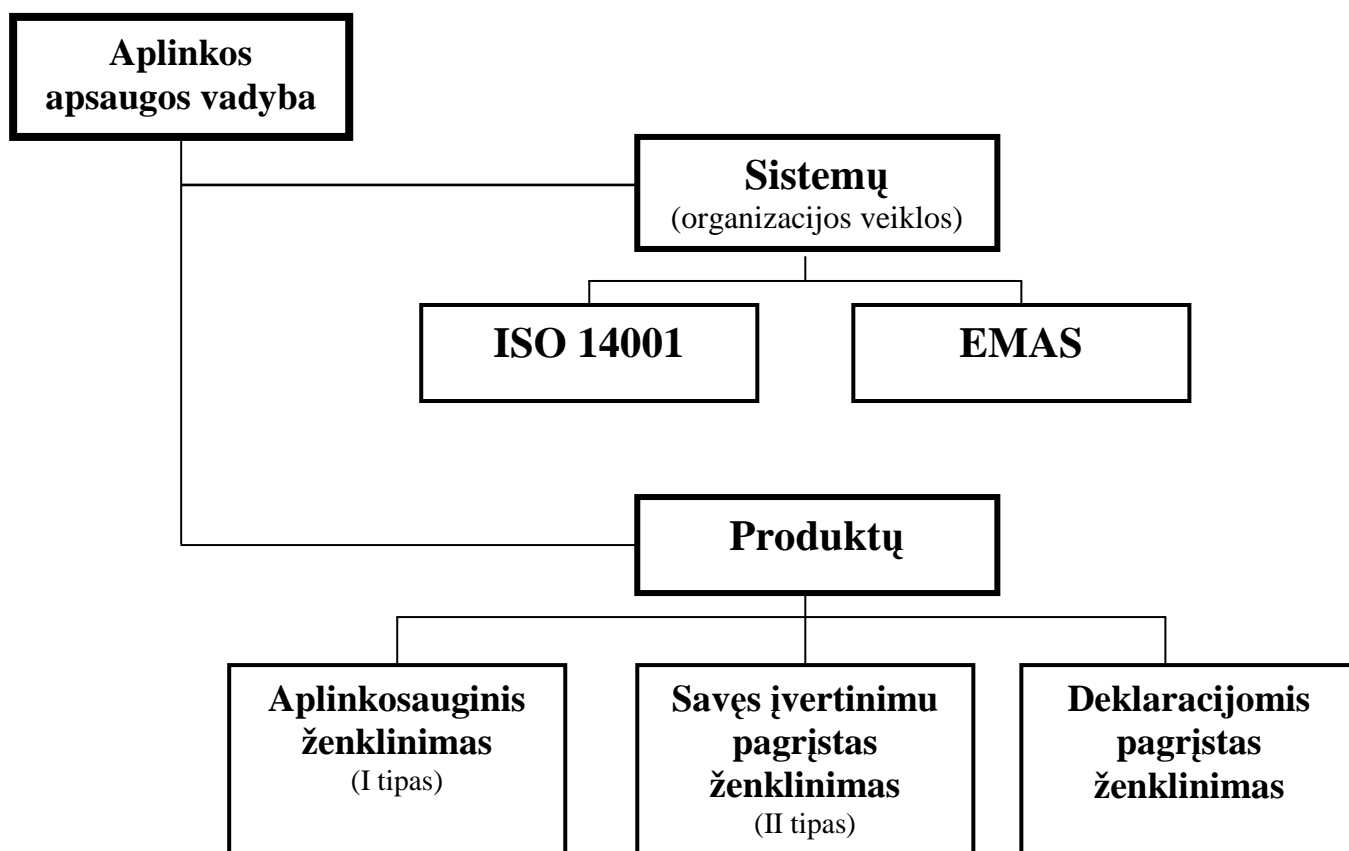 Aplinkos
apsaugos vadyba
Sistemų
(organizacijos veiklos)
ISO 14001
EMAS
Produktų
Aplinkosauginis
ženklinimas
(I tipas)
Savęs įvertinimu
pagrįstas
ženklinimas
(II tipas)
Deklaracijomis
pagrįstas
ženklinimas